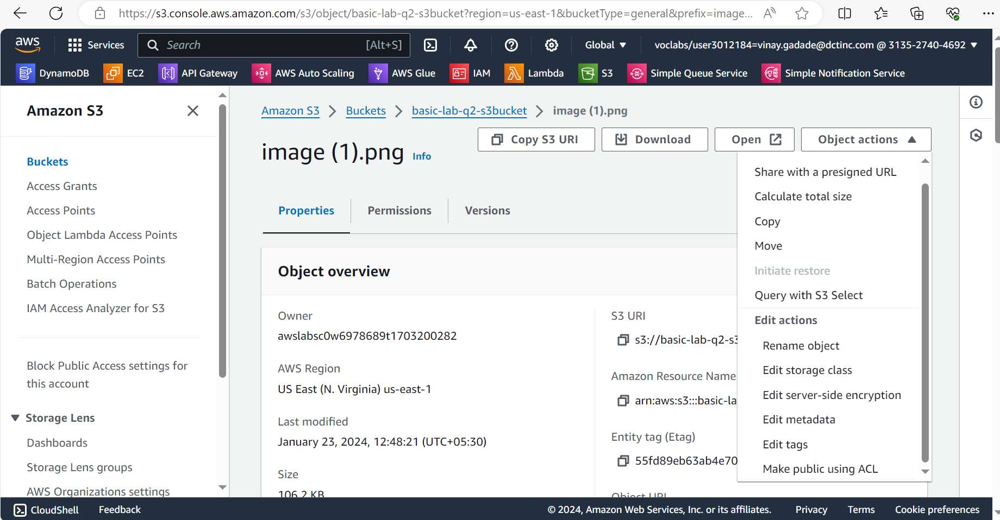 https://s3.console.aws.amazon.com/s3/object/basic-lab-q2-s3bucket?region=us-east-1&bucketType=general&prefix=image...
aws
Services
Search [Alt+S]
Global
voclabs/user3012184=vinay.gadade@dctinc.com @ 3135-2740-4692
DynamoDB
EC2
API Gateway
AWS Auto Scaling
AWS Glue
IAM
Lambda
S3
Simple Queue Service
Simple Notification Service
Amazon S3
Buckets
Access Grants
Access Points
Object Lambda Access Points
Multi-Region Access Points
Batch Operations
IAM Access Analyzer for S3
Block Public Access settings for
this account
Storage Lens
Dashboards
Storage Lens groups
AWS Organizations settings
Amazon S3
Buckets
basic-lab-q2-s3bucket
image (1).png
image (1).png Info
Copy S3 URI
Download
Open
Object actions
Share with a presigned URL
Calculate total size
Copy
Move
Initiate restore
Query with S3 Select
Edit actions
Rename object
Edit storage class
Edit server-side encryption
Edit metadata
Edit tags
Make public using ACL
Properties
Permissions
Versions
Object overview
Owner
awslabsc0w6978689t1703200282
AWS Region
US East (N. Virginia) us-east-1
Last modified
January 23, 2024, 12:48:21 (UTC+05:30)
Size
106.2 KB
S3 URI
s3://basic-lab-q2-s3
Amazon Resource Name
arn:aws:s3:::basic-la
Entity tag (Etag)
55fd89eb63ab4e70
Object URL
CloudShell
Feedback
© 2024, Amazon Web Services, Inc. or its affiliates.
Privacy
Terms
Cookie preferences